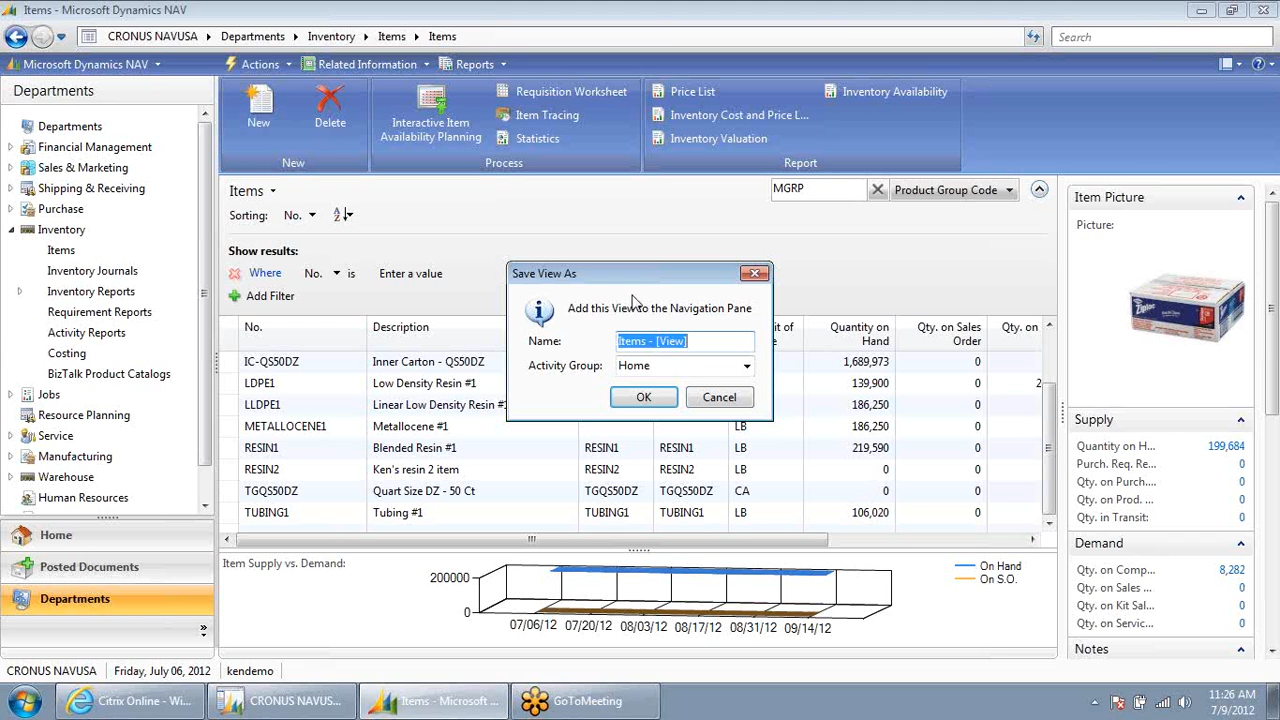 Items - Microsoft Dynamics NAV
CRONUS NAVUSA Departments Inventory Items Items Search
Microsoft Dynamics NAV Actions Related Information Reports
Departments
Departments
Financial Management
Sales & Marketing
Shipping & Receiving
Purchase
Inventory
Items
Inventory Journals
Inventory Reports
Requirement Reports
Activity Reports
Costing
BizTalk Product Catalogs
Jobs
Resource Planning
Service
Manufacturing
Warehouse
Human Resources
Home
Posted Documents
Departments
New Delete
New
Interactive Item
Availability Planning
Requisition Worksheet
Item Tracing
Statistics
Process
Price List
Inventory Cost and Price L...
Inventory Valuation
Inventory Availability
Report
Items MGRP Product Group Code
Sorting: No.
Show results:
Where No. is Enter a value
Add Filter
Save View As
Add this View to the Navigation Pane
Name: Items - [View]
Activity Group: Home
OK Cancel
No. Description it of Quantity on Hand Qty. on Sales Order Qty. on
IC-QS50DZ Inner Carton - QS50DZ 1,689,973 0
LDPE1 Low Density Resin #1 139,900 0 2
LLDPE1 Linear Low Density Resin #1 186,250 0
METALLOCENE1 Metallocene #1 186,250 0
RESIN1 Blended Resin #1 RESIN1 RESIN1 LB 219,590 0
RESIN2 Ken's resin 2 item RESIN2 RESIN2 LB 0 0
TGQS50DZ Quart Size DZ - 50 Ct TGQS50DZ TGQS50DZ CA 0 0
TUBING1 Tubing #1 TUBING1 TUBING1 LB 106,020 0
Item Supply vs. Demand:
200000
0
07/06/12 07/20/12 08/03/12 08/17/12 08/31/12 09/14/12
On Hand
On S.O.
Item Picture
Picture:
Supply
Quantity on H... 199,684
Purch. Req. Re... 0
Qty. on Purch.... 0
Qty. on Prod. ... 0
Qty. in Transit: 0
Demand
Qty. on Comp... 8,282
Qty. on Sales ... 0
Qty. on Kit Sal... 0
Qty. on Servic... 0
Notes
CRONUS NAVUSA Friday, July 06, 2012 kendemo
Citrix Online - Wi... CRONUS NAVUS... Items - Microsoft ... GoToMeeting
11:26 AM
7/9/2012